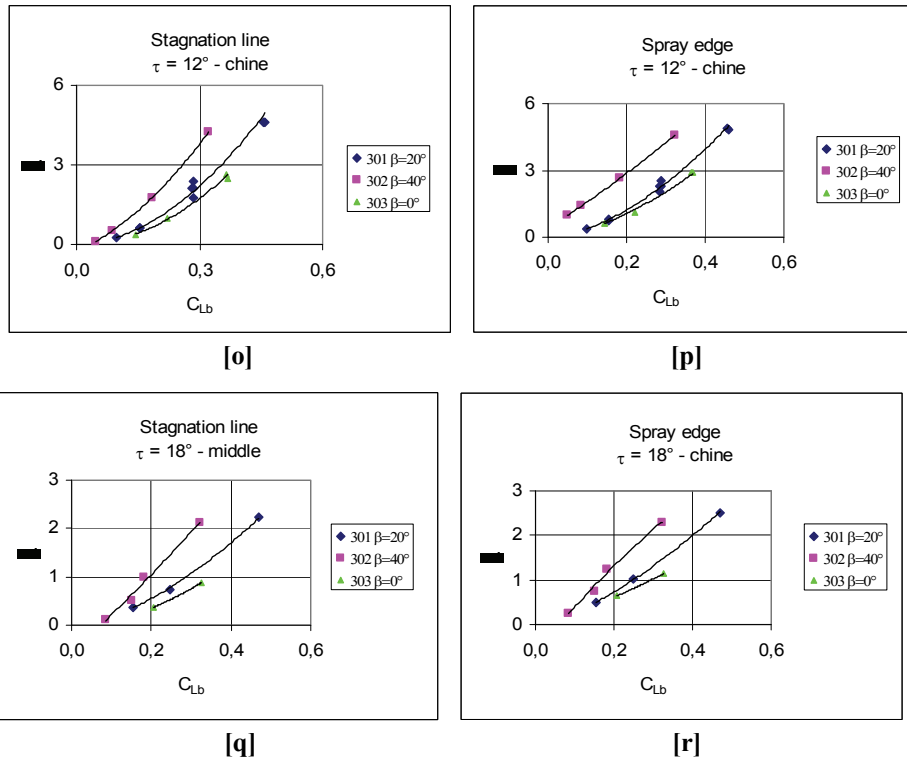 Stagnation line
τ = 12° - chine
6
3
0
0,0 0,3 0,6
C_Lb
301 β=20°
302 β=40°
303 β=0°
[o]
Spray edge
τ = 12° - chine
6
3
0
0,0 0,2 0,4 0,6
C_Lb
301 β=20°
302 β=40°
303 β=0°
[p]
Stagnation line
τ = 18° - middle
3
2
1
0
0,0 0,2 0,4 0,6
C_Lb
301 β=20°
302 β=40°
303 β=0°
[q]
Spray edge
τ = 18° - chine
3
2
1
0
0,0 0,2 0,4 0,6
C_Lb
301 β=20°
302 β=40°
303 β=0°
[r]